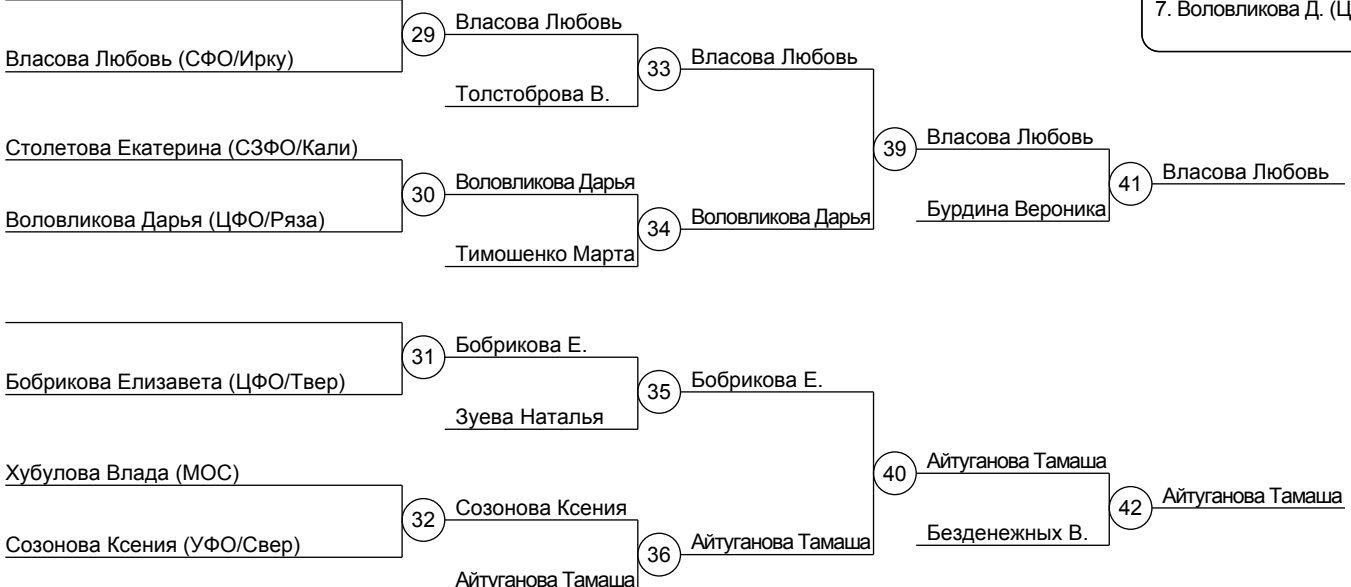 7. Воловликова Д. (Ц
29
Власова Любовь
Власова Любовь (СФО/Ирку)
33
Власова Любовь
Толстоброва В.
39
Власова Любовь
Столетова Екатерина (СЗФО/Кали)
41
Власова Любовь
30
Воловликова Дарья
Воловликова Дарья (ЦФО/Ряза)
34
Воловликова Дарья
Бурдина Вероника
Тимошенко Марта
31
Бобрикова Е.
Бобрикова Елизавета (ЦФО/Твер)
35
Бобрикова Е.
Зуева Наталья
40
Айтуганова Тамаша
Хубулова Влада (МОС)
42
Айтуганова Тамаша
32
Созонова Ксения
Созонова Ксения (УФО/Свер)
36
Айтуганова Тамаша
Безденежных В.
Айтуганова Тамаша